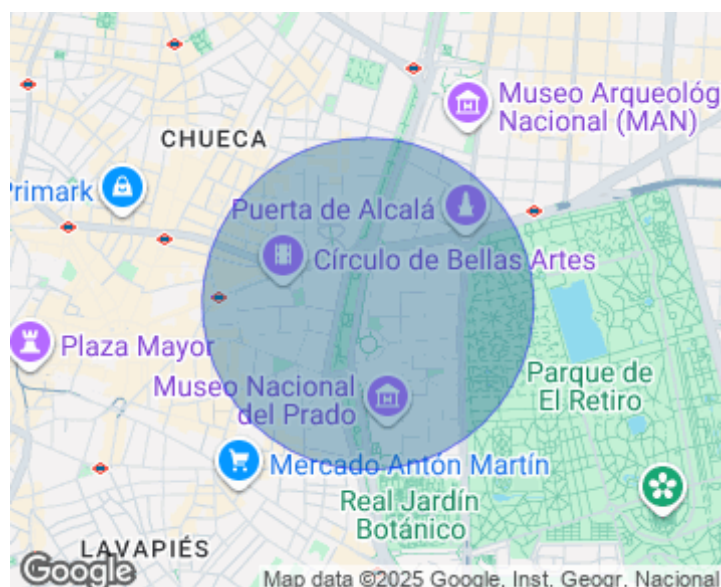 Museo Arqueológ
Nacional (MAN)
CHUECA
Primark
Puerta de Alcalá
Círculo de Bellas Artes
Plaza Mayor
Parque de
El Retiro
Museo Nacional
del Prado
Mercado Antón Martín
Real Jardín
Botánico
LAVAPIÉS
Google
Map data ©2025 Google, Inst. Geogr. Nacional